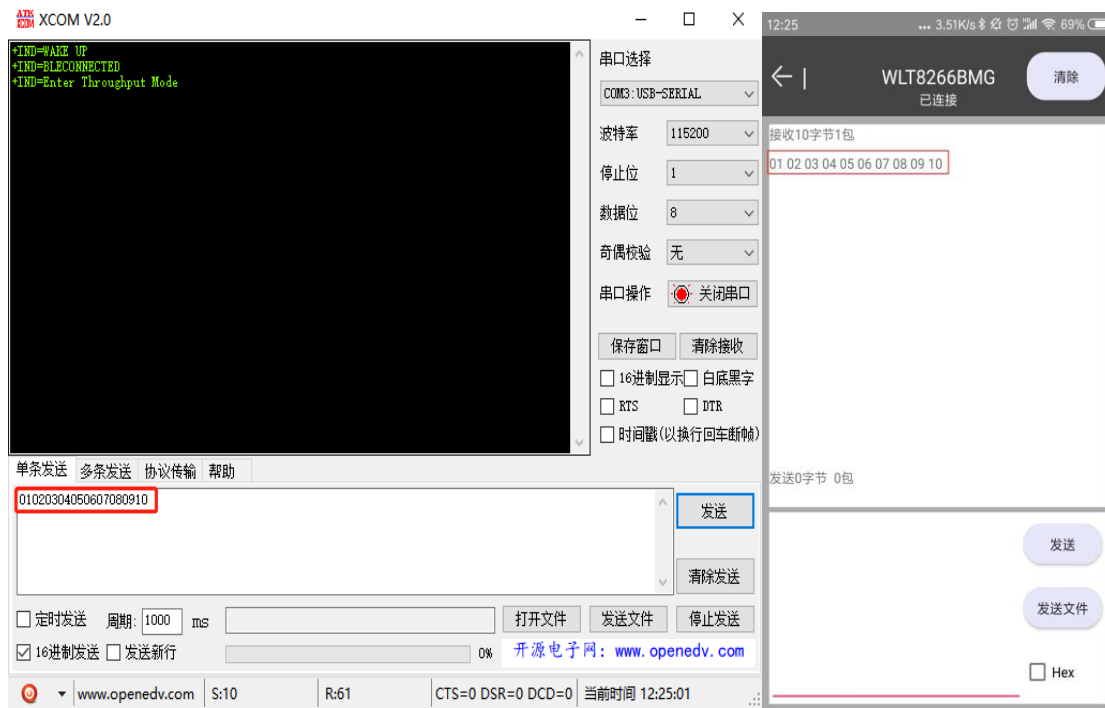 XCOM V2.0
+IND=WAKE UP
+IND=BLECONNECTED
+IND=Enter Throughput Mode
串口选择
COM3:USB-SERIAL
波特率 115200
停止位 1
数据位 8
奇偶校验 无
串口操作 关闭串口
保存窗口 清除接收
16进制显示 白底黑字
RTS DTR
时间戳(以换行回车断帧)
单条发送 多条发送 协议传输 帮助
01020304050607080910
发送
清除发送
定时发送 周期: 1000 ms 打开文件 发送文件 停止发送
16进制发送 发送新行 0% 开源电子网: www.openedv.com
www.openedv.com S:10 R:61 CTS=0 DSR=0 DCD=0 当前时间 12:25:01
12:25 ... 3.51K/s 69%
WLT8266BMG 清除
已连接
接收10字节1包
01 02 03 04 05 06 07 08 09 10
发送0字节 0包
发送
发送文件
Hex